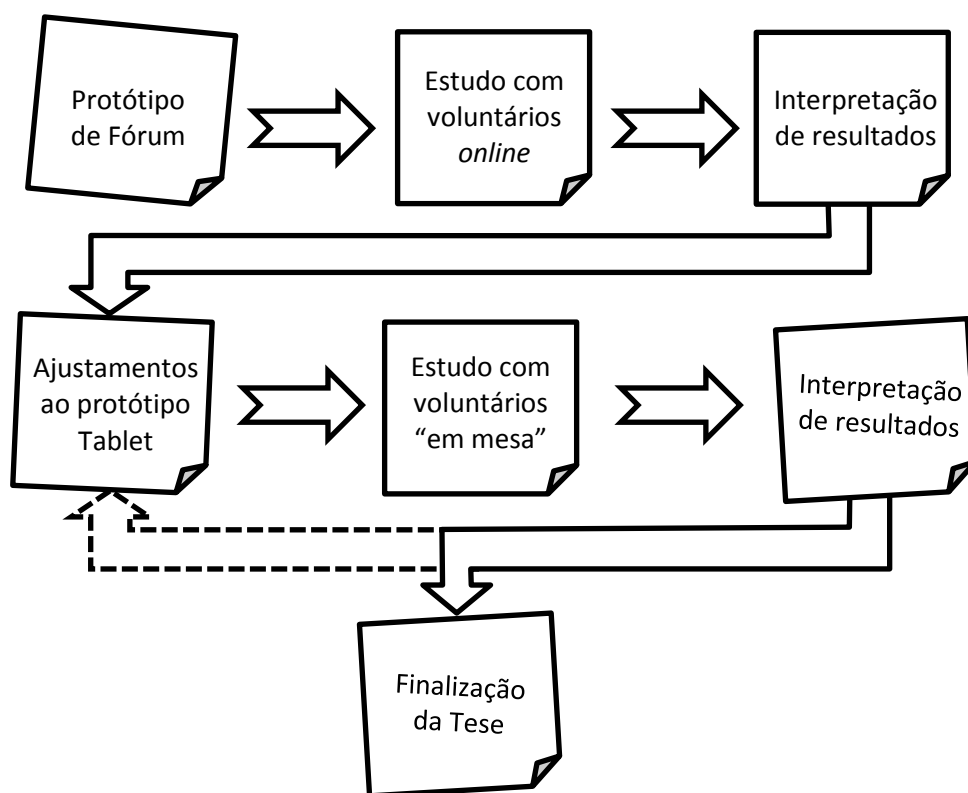 Protótipo
de Fórum
Estudo com
voluntários
online
Interpretação
de resultados
Ajustamentos
ao protótipo
Tablet
Estudo com
voluntários
“em mesa”
Interpretação
de resultados
Finalização
da Tese